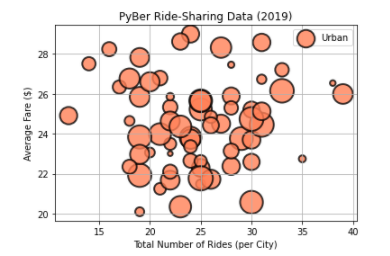 PyBer Ride-Sharing Data (2019)
Urban
Average Fare ($)
28
26
24
22
20
15
20
25
30
35
40
Total Number of Rides (per City)